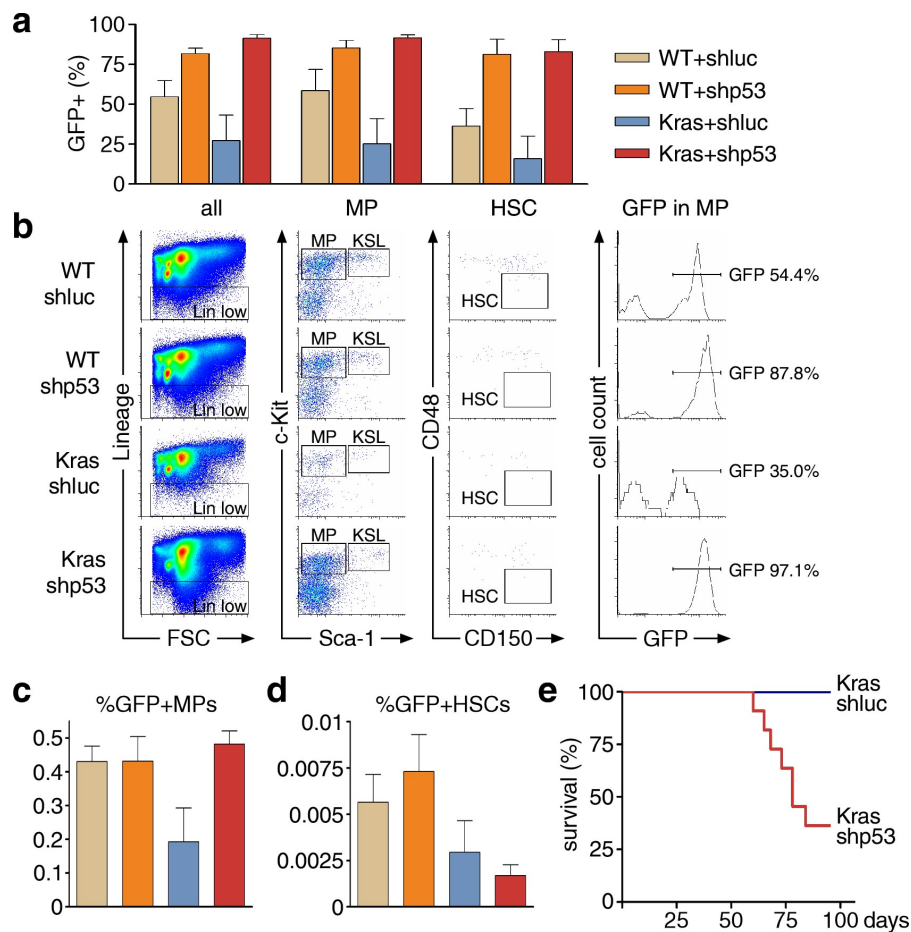 a
100
75
50
25
0
GFP+ (%)
all
MP
HSC
WT+shluc
WT+shp53
Kras+shluc
Kras+shp53
b
GFP in MP
WT
shluc
WT
shp53
Kras
shluc
Kras
shp53
Lineage
Lin low
Lin low
Lin low
Lin low
FSC
c-Kit
MP KSL
MP KSL
MP KSL
MP KSL
Sca-1
CD48
HSC
HSC
HSC
HSC
CD150
cell count
GFP 54.4%
GFP 87.8%
GFP 35.0%
GFP 97.1%
GFP
c
%GFP+MPs
0.5
0.4
0.3
0.2
0.1
0
d
%GFP+HSCs
0.01
0.0075
0.005
0.0025
0
e
100
75
50
25
0
survival (%)
Kras
shluc
Kras
shp53
25 50 75 100 days